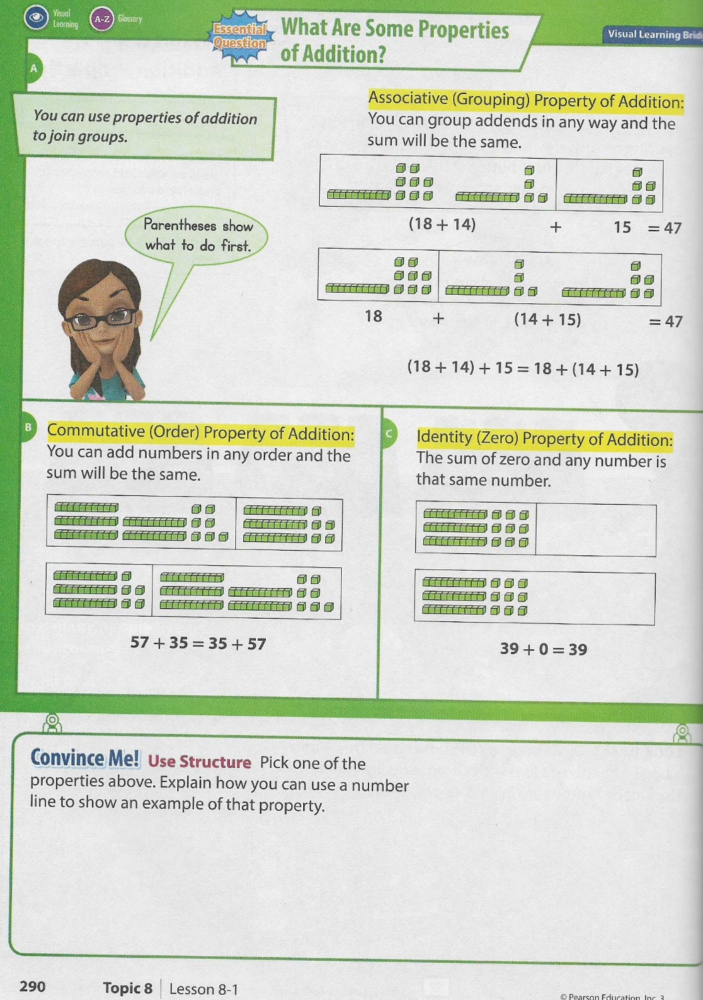 Visual
Learning
A-Z Glossary
Essential
Question
What Are Some Properties
of Addition?
Visual Learning
A
You can use properties of addition
to join groups.
Parentheses show
what to do first.
Associative (Grouping) Property of Addition:
You can group addends in any way and the
sum will be the same.
(18 + 14) + 15 = 47
18 + (14 + 15) = 47
(18 + 14) + 15 = 18 + (14 + 15)
B
Commutative (Order) Property of Addition:
You can add numbers in any order and the
sum will be the same.
57 + 35 = 35 + 57
C
Identity (Zero) Property of Addition:
The sum of zero and any number is
that same number.
39 + 0 = 39
Convince Me! Use Structure Pick one of the
properties above. Explain how you can use a number
line to show an example of that property.
290 Topic 8 Lesson 8-1
© Pearson Education, Inc. 3